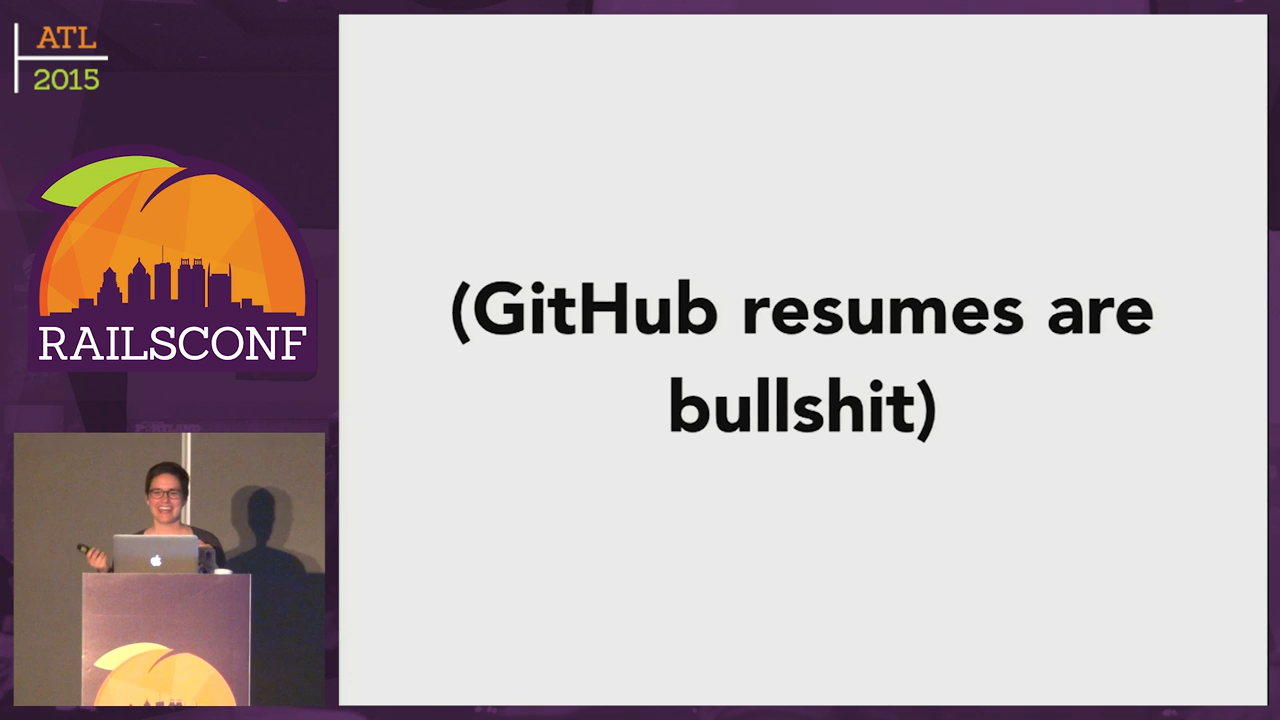 ATL
2015
RAILSCONF
(GitHub resumes are
bullshit)